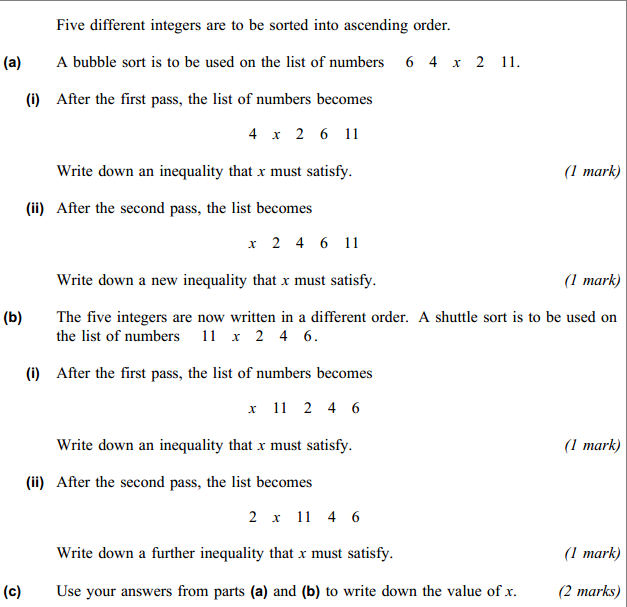 Five different integers are to be sorted into ascending order.
(a) A bubble sort is to be used on the list of numbers 6 4 x 2 11.
(i) After the first pass, the list of numbers becomes
4 x 2 6 11
Write down an inequality that x must satisfy. (1 mark)
(ii) After the second pass, the list becomes
x 2 4 6 11
Write down a new inequality that x must satisfy. (1 mark)
(b) The five integers are now written in a different order. A shuttle sort is to be used on
the list of numbers 11 x 2 4 6.
(i) After the first pass, the list of numbers becomes
x 11 2 4 6
Write down an inequality that x must satisfy. (1 mark)
(ii) After the second pass, the list becomes
2 x 11 4 6
Write down a further inequality that x must satisfy. (1 mark)
(c) Use your answers from parts (a) and (b) to write down the value of x. (2 marks)